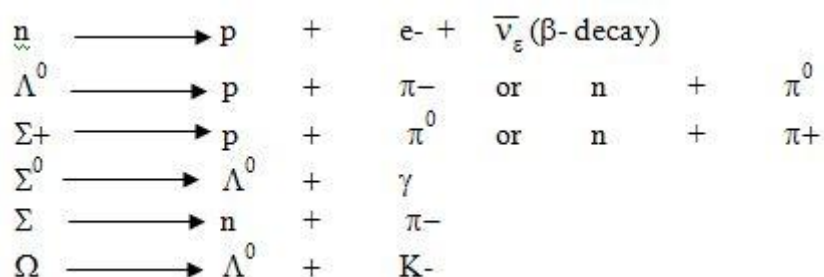 n ⟶ p + e- + ν̅ε (β- decay)
Λ⁰ ⟶ p + π– or n + π⁰
Σ+ ⟶ p + π⁰ or n + π+
Σ⁰ ⟶ Λ⁰ + γ
Σ ⟶ n + π–
Ω ⟶ Λ⁰ + K-